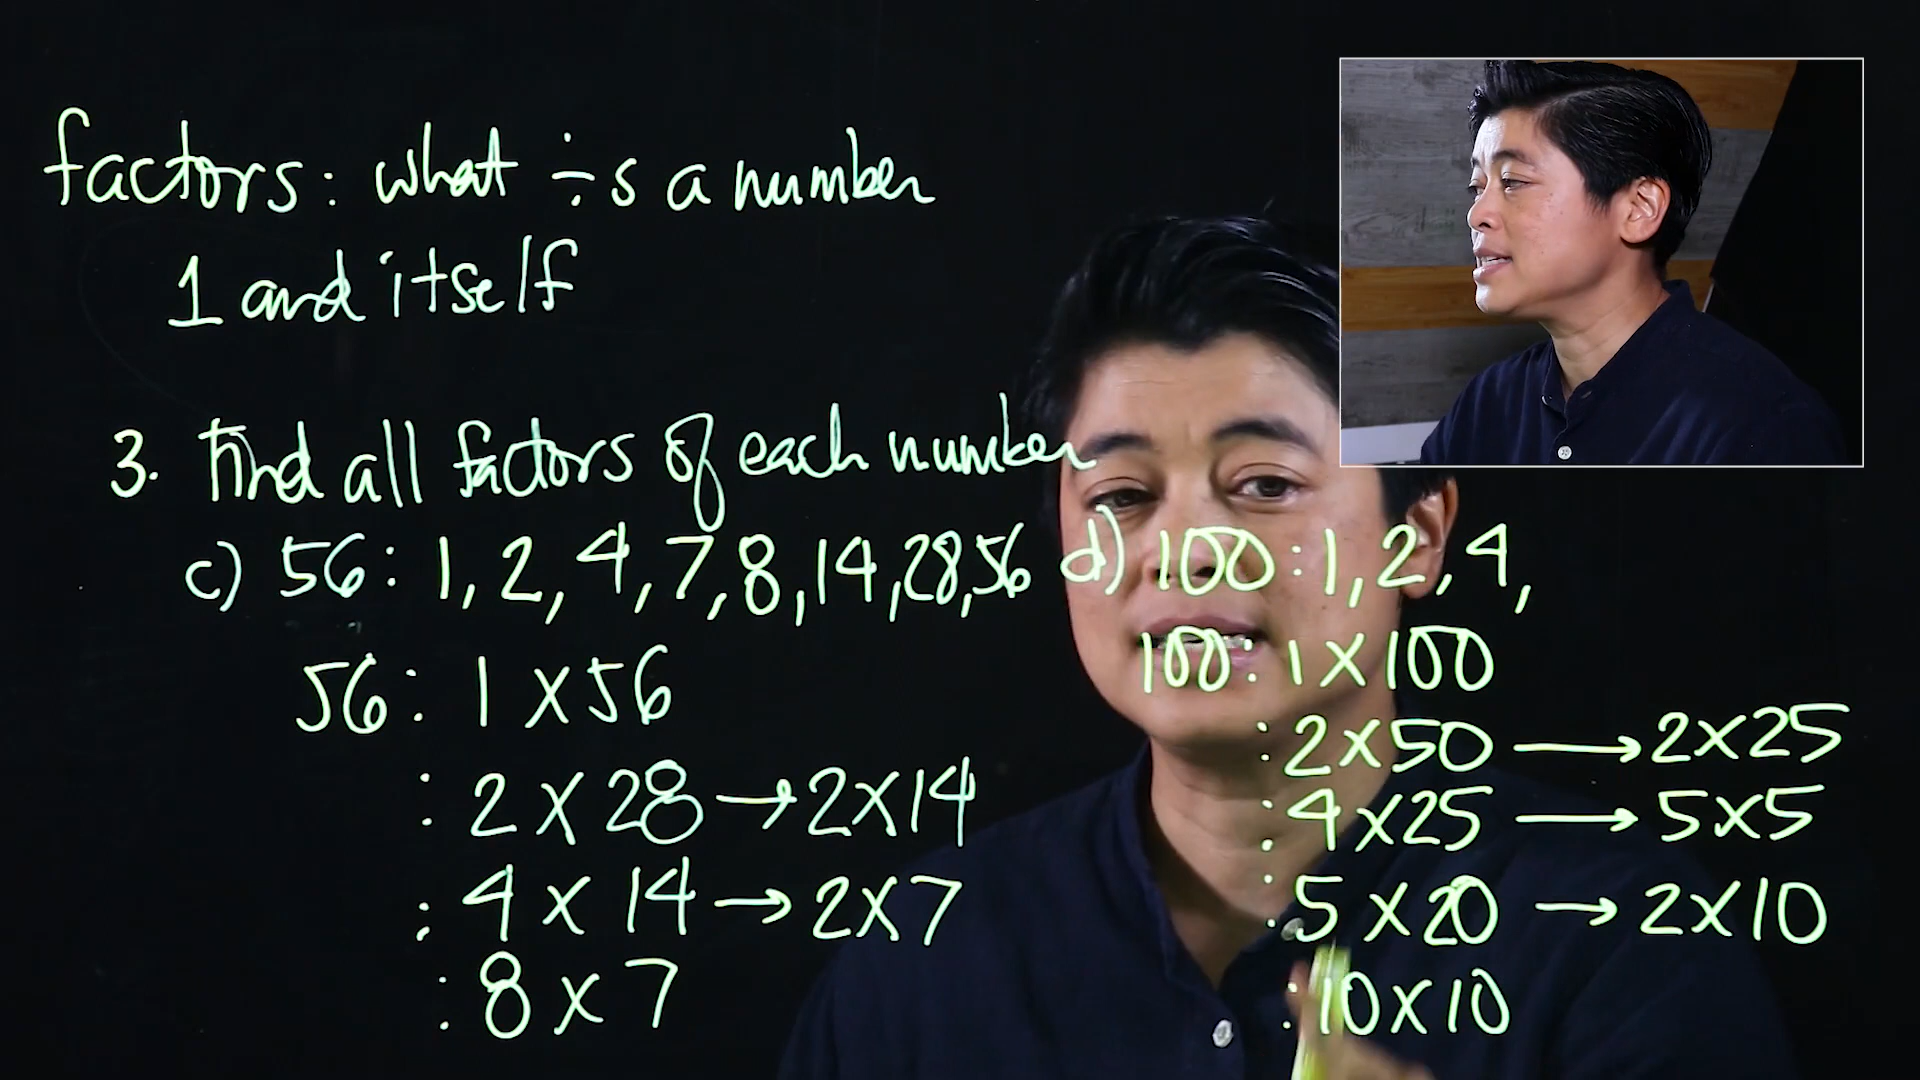 factors: what ÷s a number
1 and itself
3. Find all factors of each number
c) 56: 1, 2, 4, 7, 8, 14, 28, 56
56: 1 x 56
: 2 x 28 → 2 x 14
: 4 x 14 → 2 x 7
: 8 x 7
d) 100: 1, 2, 4,
100: 1 x 100
: 2 x 50 → 2 x 25
: 4 x 25 → 5 x 5
: 5 x 20 → 2 x 10
: 10 x 10